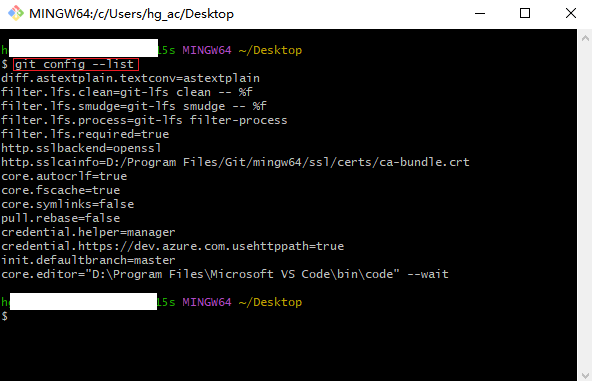 MINGW64:/c/Users/hg_ac/Desktop
15s MINGW64 ~/Desktop
$ git config --list
diff.astextplain.textconv=astextplain
filter.lfs.clean=git-lfs clean -- %f
filter.lfs.smudge=git-lfs smudge -- %f
filter.lfs.process=git-lfs filter-process
filter.lfs.required=true
http.sslbackend=openssl
http.sslcainfo=D:/Program Files/Git/mingw64/ssl/certs/ca-bundle.crt
core.autocrlf=true
core.fscache=true
core.symlinks=false
pull.rebase=false
credential.helper=manager
credential.https://dev.azure.com.usehttppath=true
init.defaultbranch=master
core.editor="D:\Program Files\Microsoft VS Code\bin\code" --wait
15s MINGW64 ~/Desktop
$